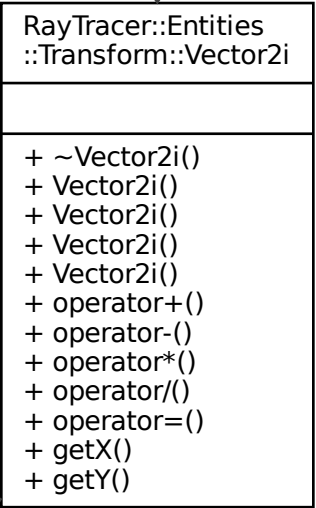 RayTracer::Entities
::Transform::Vector2i
+ ~Vector2i()
+ Vector2i()
+ Vector2i()
+ Vector2i()
+ Vector2i()
+ operator+()
+ operator-()
+ operator*()
+ operator/()
+ operator=()
+ getX()
+ getY()